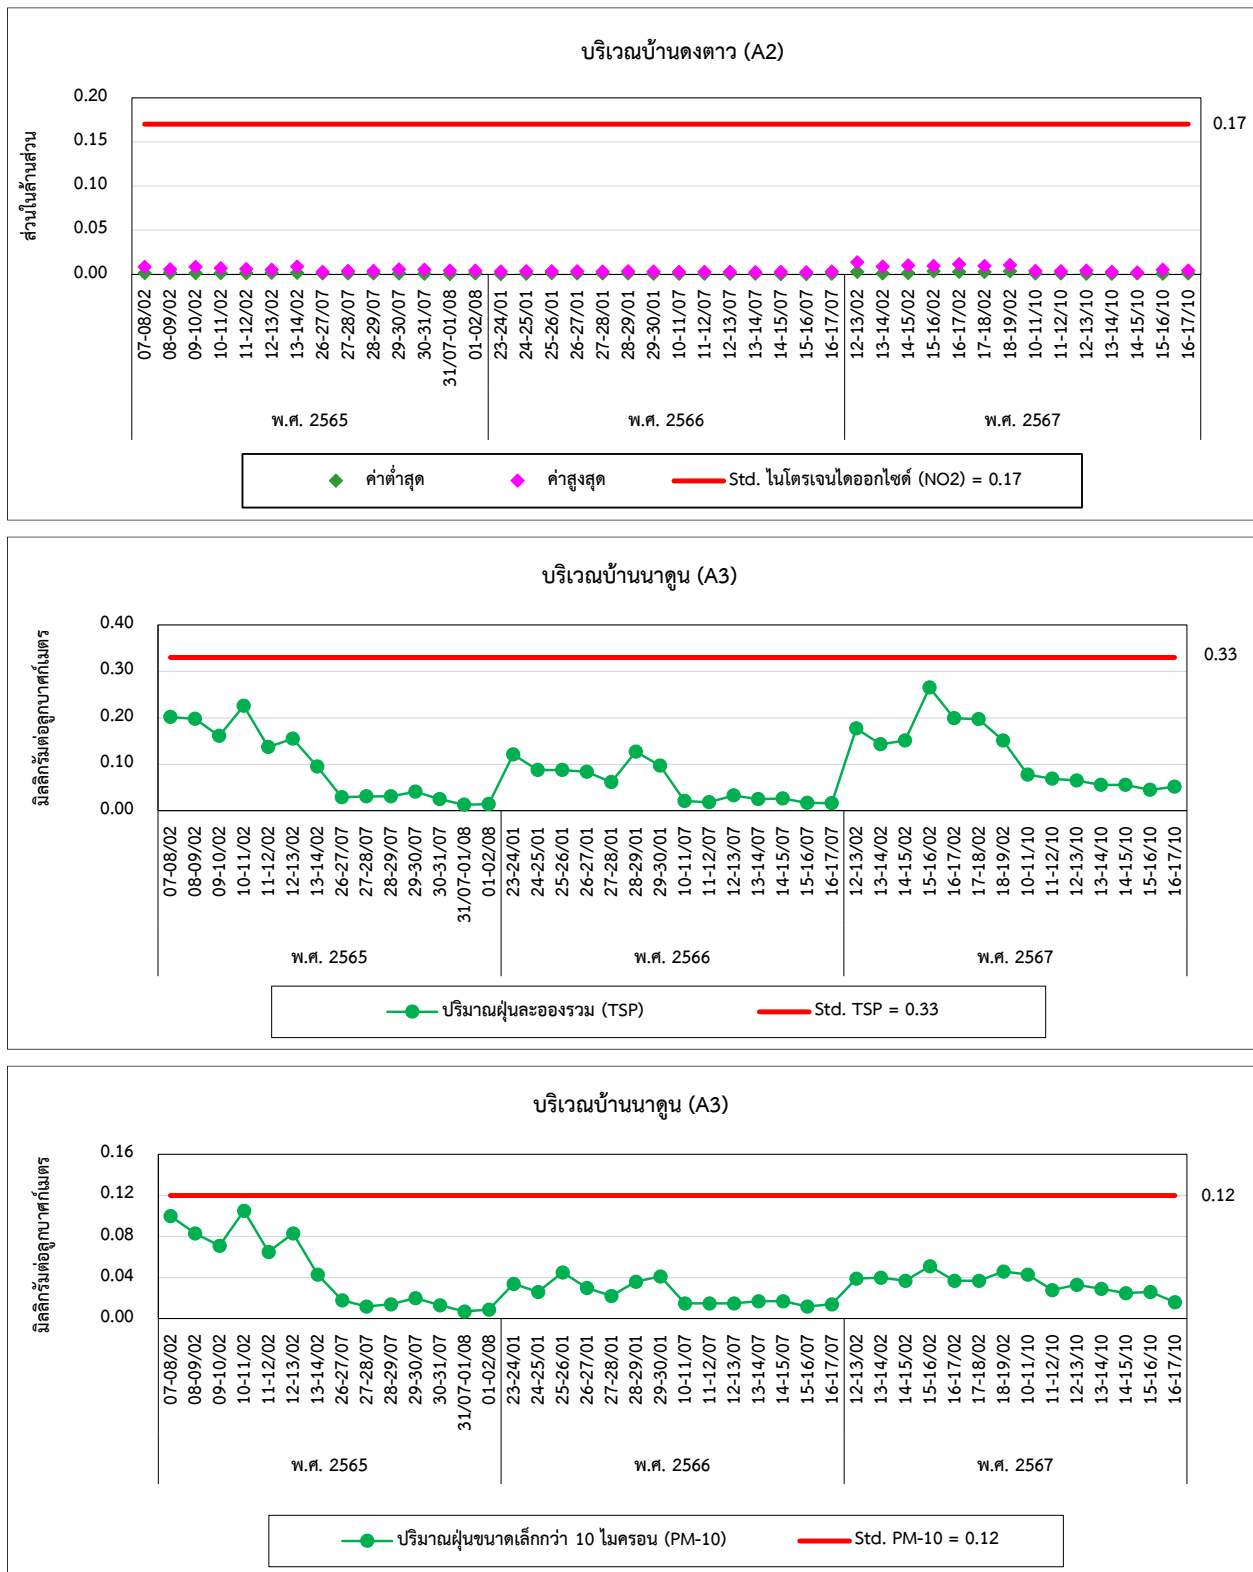 บริเวณบ้านดงตาว (A2)
ส่วนในล้านส่วน
0.20
0.15
0.10
0.05
0.00
0.17
07-08/02 08-09/02 09-10/02 10-11/02 11-12/02 12-13/02 13-14/02 26-27/07 27-28/07 28-29/07 29-30/07 30-31/07 31/07-01/08 01-02/08 23-24/01 24-25/01 25-26/01 26-27/01 27-28/01 28-29/01 29-30/01 10-11/07 11-12/07 12-13/07 13-14/07 14-15/07 15-16/07 16-17/07 12-13/02 13-14/02 14-15/02 15-16/02 16-17/02 17-18/02 18-19/02 10-11/10 11-12/10 12-13/10 13-14/10 14-15/10 15-16/10 16-17/10
พ.ศ. 2565 พ.ศ. 2566 พ.ศ. 2567
ค่าต่ำสุด ค่าสูงสุด Std. ไนโตรเจนไดออกไซด์ (NO2) = 0.17
บริเวณบ้านนาดูน (A3)
มิลลิกรัมต่อลูกบาศก์เมตร
0.40
0.30
0.20
0.10
0.00
0.33
07-08/02 08-09/02 09-10/02 10-11/02 11-12/02 12-13/02 13-14/02 26-27/07 27-28/07 28-29/07 29-30/07 30-31/07 31/07-01/08 01-02/08 23-24/01 24-25/01 25-26/01 26-27/01 27-28/01 28-29/01 29-30/01 10-11/07 11-12/07 12-13/07 13-14/07 14-15/07 15-16/07 16-17/07 12-13/02 13-14/02 14-15/02 15-16/02 16-17/02 17-18/02 18-19/02 10-11/10 11-12/10 12-13/10 13-14/10 14-15/10 15-16/10 16-17/10
พ.ศ. 2565 พ.ศ. 2566 พ.ศ. 2567
ปริมาณฝุ่นละอองรวม (TSP) Std. TSP = 0.33
บริเวณบ้านนาดูน (A3)
มิลลิกรัมต่อลูกบาศก์เมตร
0.16
0.12
0.08
0.04
0.00
0.12
07-08/02 08-09/02 09-10/02 10-11/02 11-12/02 12-13/02 13-14/02 26-27/07 27-28/07 28-29/07 29-30/07 30-31/07 31/07-01/08 01-02/08 23-24/01 24-25/01 25-26/01 26-27/01 27-28/01 28-29/01 29-30/01 10-11/07 11-12/07 12-13/07 13-14/07 14-15/07 15-16/07 16-17/07 12-13/02 13-14/02 14-15/02 15-16/02 16-17/02 17-18/02 18-19/02 10-11/10 11-12/10 12-13/10 13-14/10 14-15/10 15-16/10 16-17/10
พ.ศ. 2565 พ.ศ. 2566 พ.ศ. 2567
ปริมาณฝุ่นขนาดเล็กกว่า 10 ไมครอน (PM-10) Std. PM-10 = 0.12